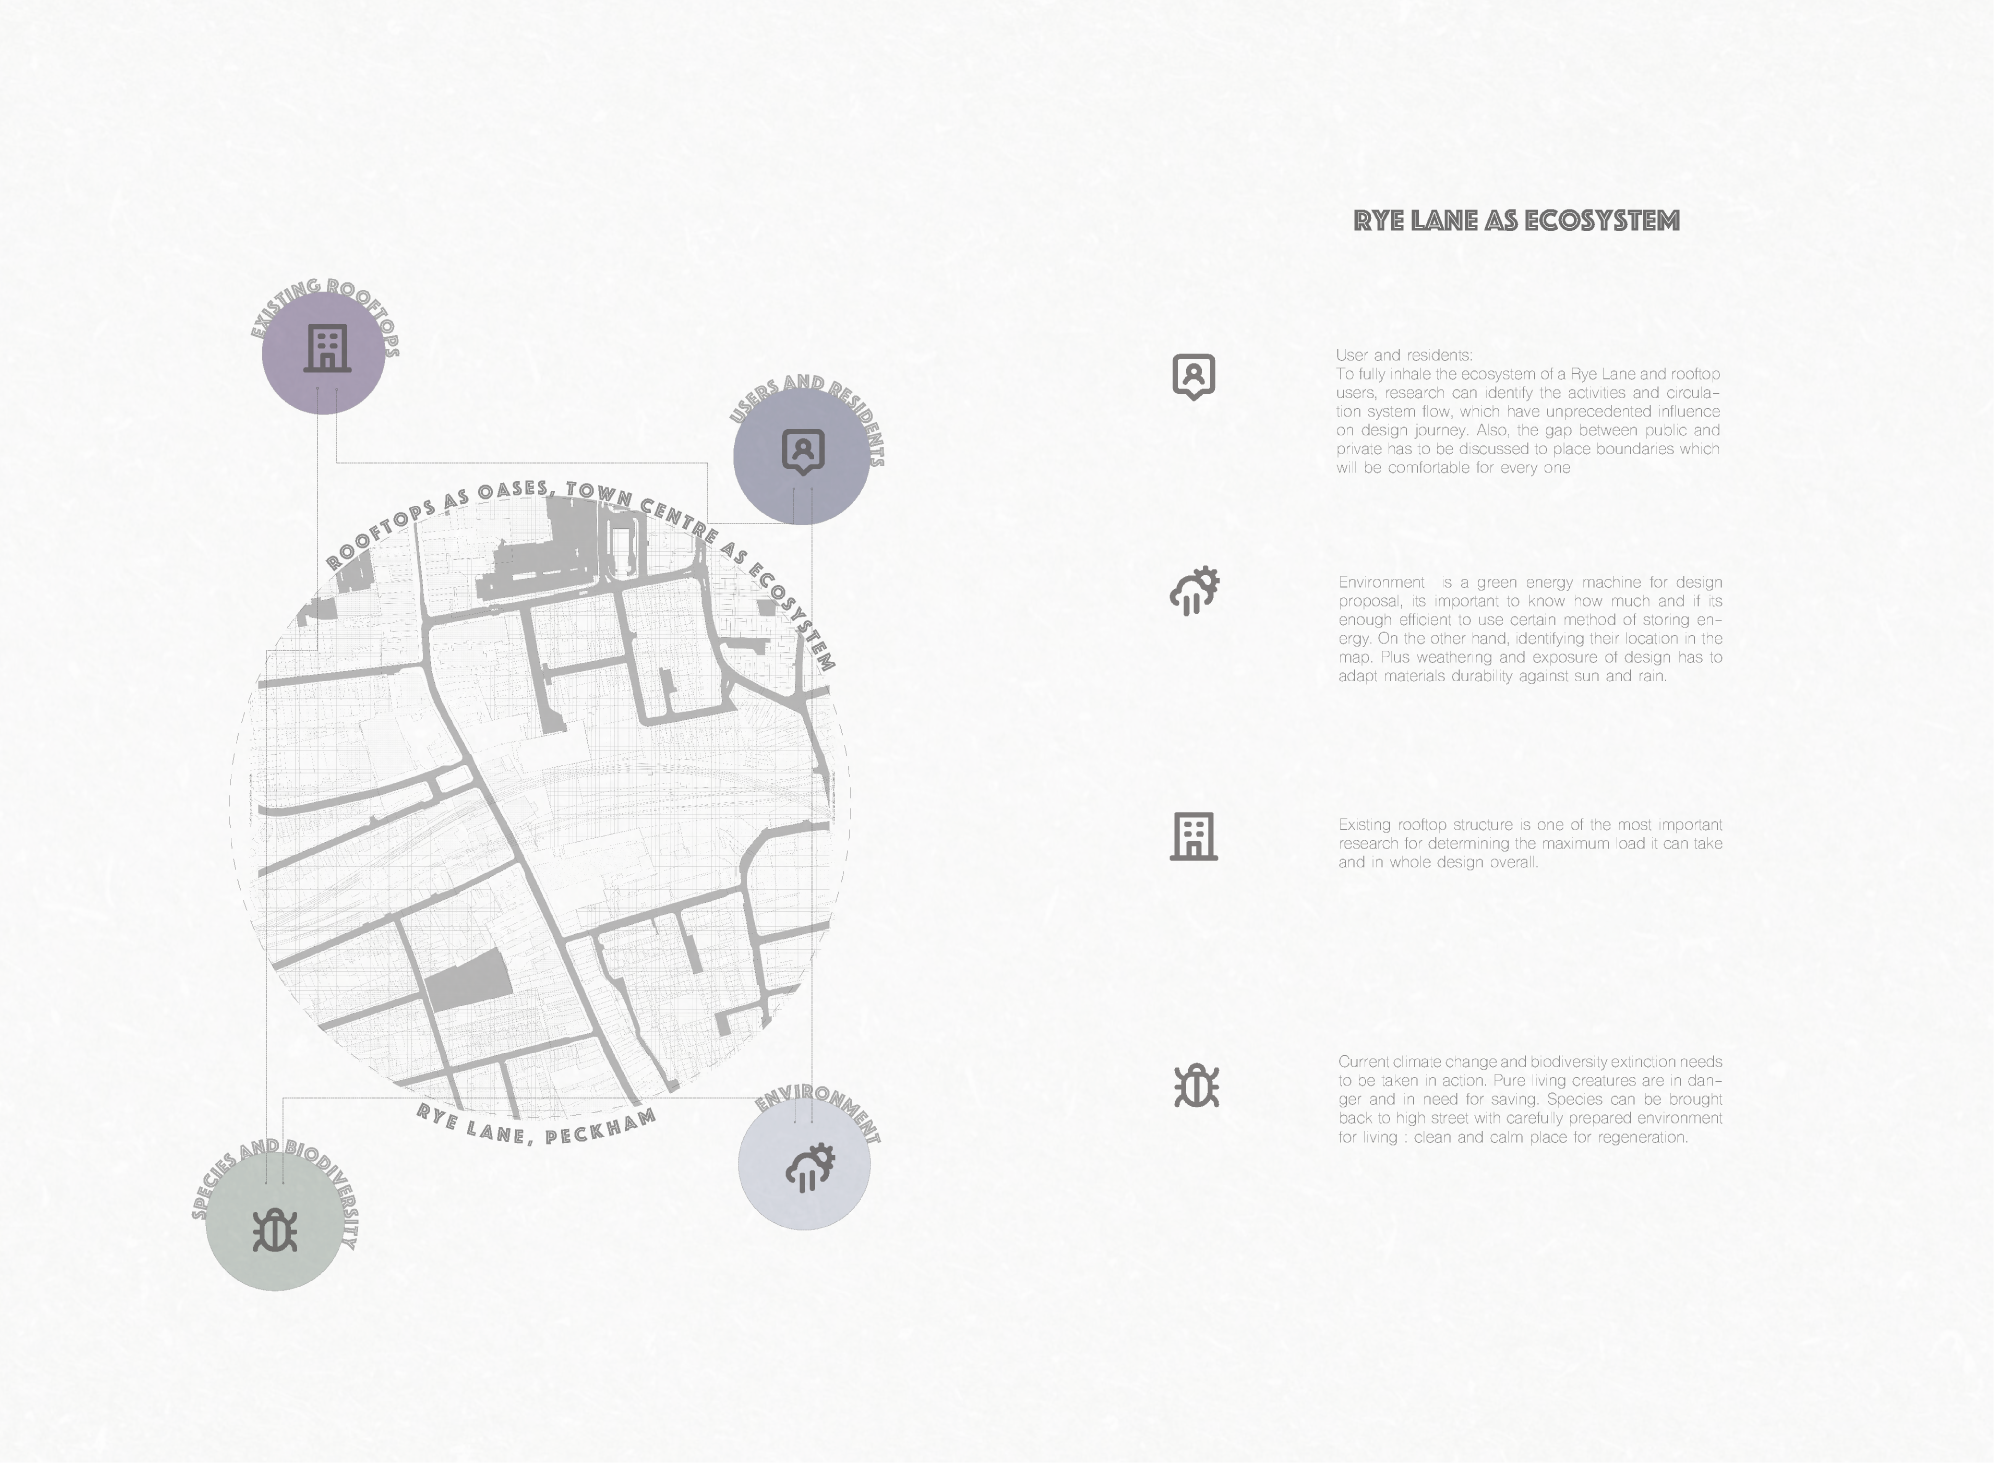 RYE LANE AS ECOSYSTEM
EXISTING ROOFTOPS
USERS AND RESIDENTS
ROOFTOPS AS OASES, TOWN CENTRE AS ECOSYSTEM
RYE LANE, PECKHAM
ENVIRONMENT
SPECIES AND BIODIVERSITY
User and residents:
To fully inhale the ecosystem of a Rye Lane and rooftop
users, research can identify the activities and circula-
tion system flow, which have unprecedented influence
on design journey. Also, the gap between public and
private has to be discussed to place boundaries which
will be comfortable for every one
Environment is a green energy machine for design
proposal, its important to know how much and if its
enough efficient to use certain method of storing en-
ergy. On the other hand, identifying their location in the
map. Plus weathering and exposure of design has to
adapt materials durability against sun and rain.
Existing rooftop structure is one of the most important
research for determining the maximum load it can take
and in whole design overall.
Current climate change and biodiversity extinction needs
to be taken in action. Pure living creatures are in dan-
ger and in need for saving. Species can be brought
back to high street with carefully prepared environment
for living : clean and calm place for regeneration.